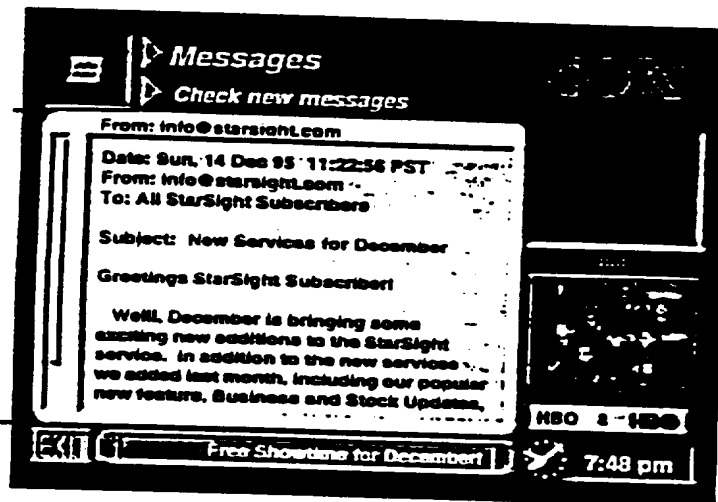 Messages
Check new messages
From: info@starsight.com
Date: Sun, 14 Dec 95 11:22:56 PST
From: info@starsight.com
To: All StarSight Subscribers
Subject: New Services for December
Greetings StarSight Subscriber!
Wellll, December is bringing some
exciting new additions to the StarSight
service. In addition to the new services
we added last month, including our popular
new feature, Business and Stock Updates,
HBO 2 HBO
EXIT
Free Showtime for December!
7:48 pm